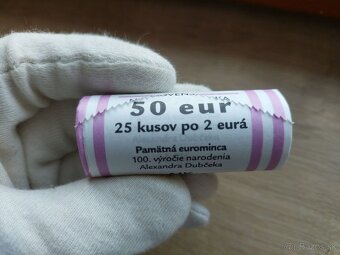 50 eur
25 kusov po 2 eurá
Pamätná eurominca
100. výročie narodenia
Alexandra Dubčeka